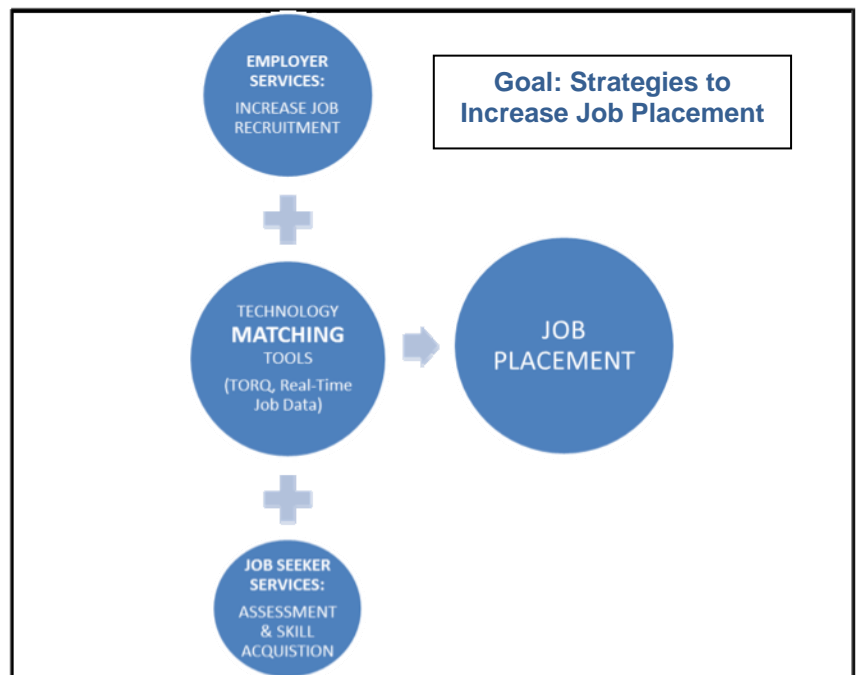 EMPLOYER
SERVICES:
INCREASE JOB
RECRUITMENT
Goal: Strategies to
Increase Job Placement
TECHNOLOGY
MATCHING
TOOLS
(TORQ, Real-Time
Job Data)
JOB
PLACEMENT
JOB SEEKER
SERVICES:
ASSESSMENT
& SKILL
ACQUISTION